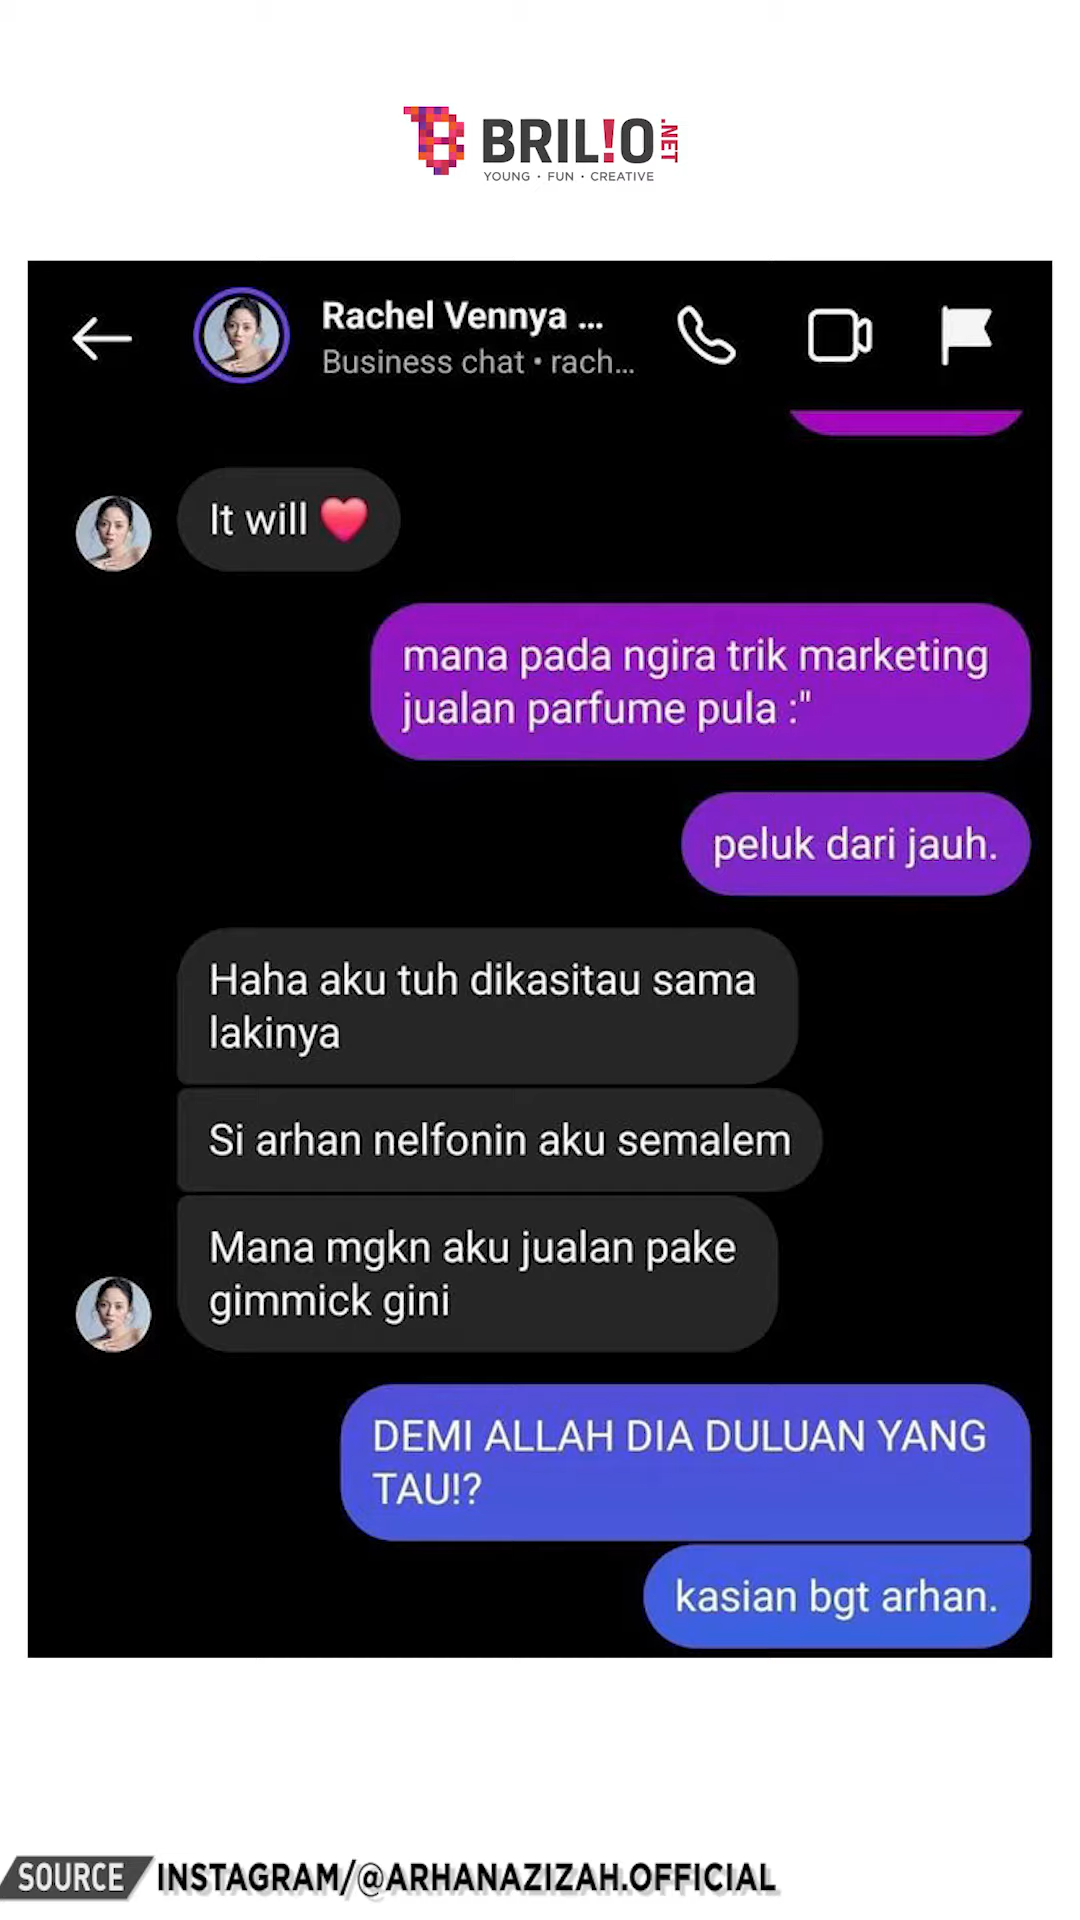 BRIL!O.NET
YOUNG · FUN · CREATIVE
Rachel Vennya ...
Business chat • rach...
It will ❤️
mana pada ngira trik marketing
jualan parfume pula :"
peluk dari jauh.
Haha aku tuh dikasitau sama
lakinya
Si arhan nelfonin aku semalem
Mana mgkn aku jualan pake
gimmick gini
DEMI ALLAH DIA DULUAN YANG
TAU!?
kasian bgt arhan.
SOURCE INSTAGRAM/@ARHANAZIZAH.OFFICIAL